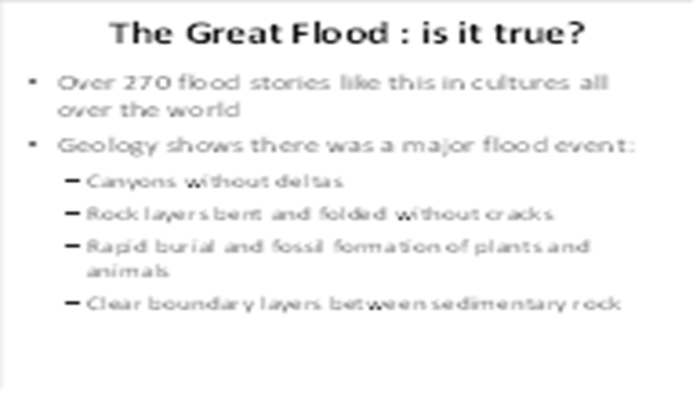 The Great Flood : is it true?
• Over 270 flood stories like this in cultures all
over the world
• Geology shows there was a major flood event:
– Canyons without deltas
– Rock layers bent and folded without cracks
– Rapid burial and fossil formation of plants and
animals
– Clear boundary layers between sedimentary rock